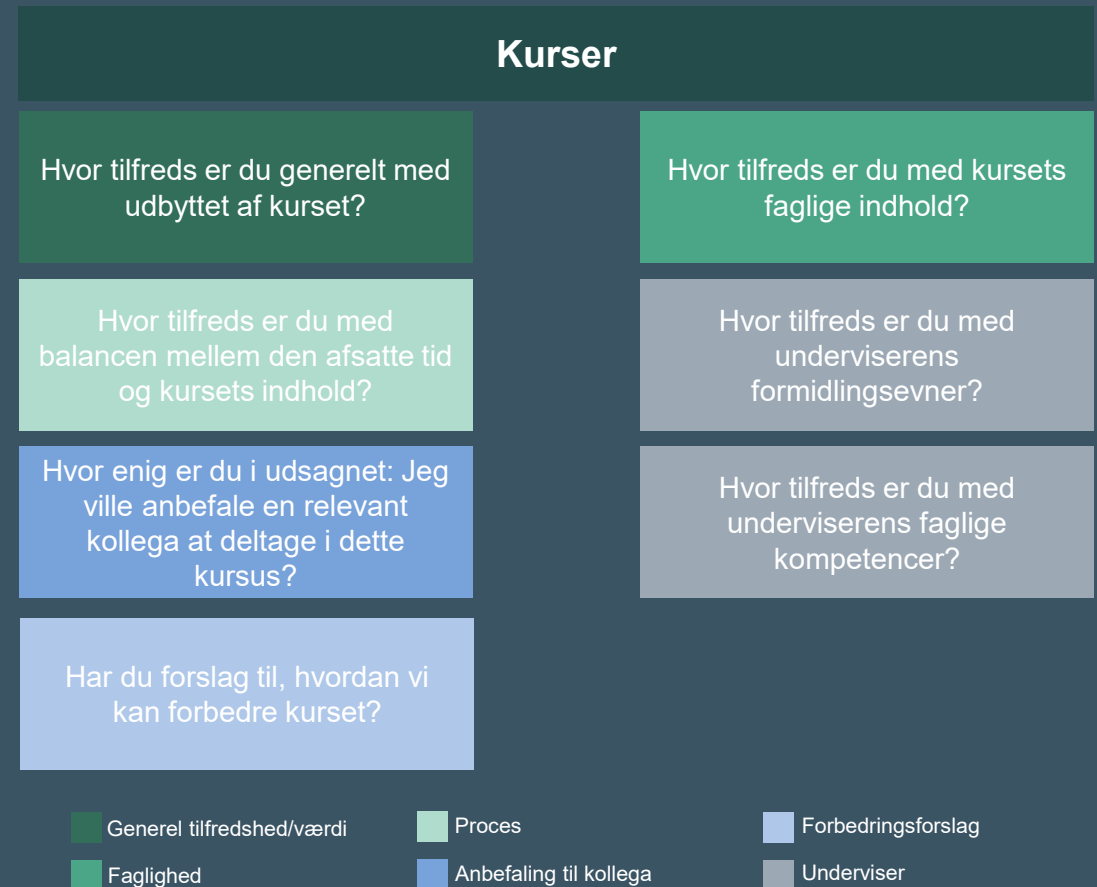 Kurser
Hvor tilfreds er du generelt med
udbyttet af kurset?
Hvor tilfreds er du med kursets
faglige indhold?
Hvor tilfreds er du med
balancen mellem den afsatte tid
og kursets indhold?
Hvor tilfreds er du med
underviserens
formidlingsevner?
Hvor enig er du i udsagnet: Jeg
ville anbefale en relevant
kollega at deltage i dette
kursus?
Hvor tilfreds er du med
underviserens faglige
kompetencer?
Har du forslag til, hvordan vi
kan forbedre kurset?
Generel tilfredshed/værdi
Proces
Forbedringsforslag
Faglighed
Anbefaling til kollega
Underviser